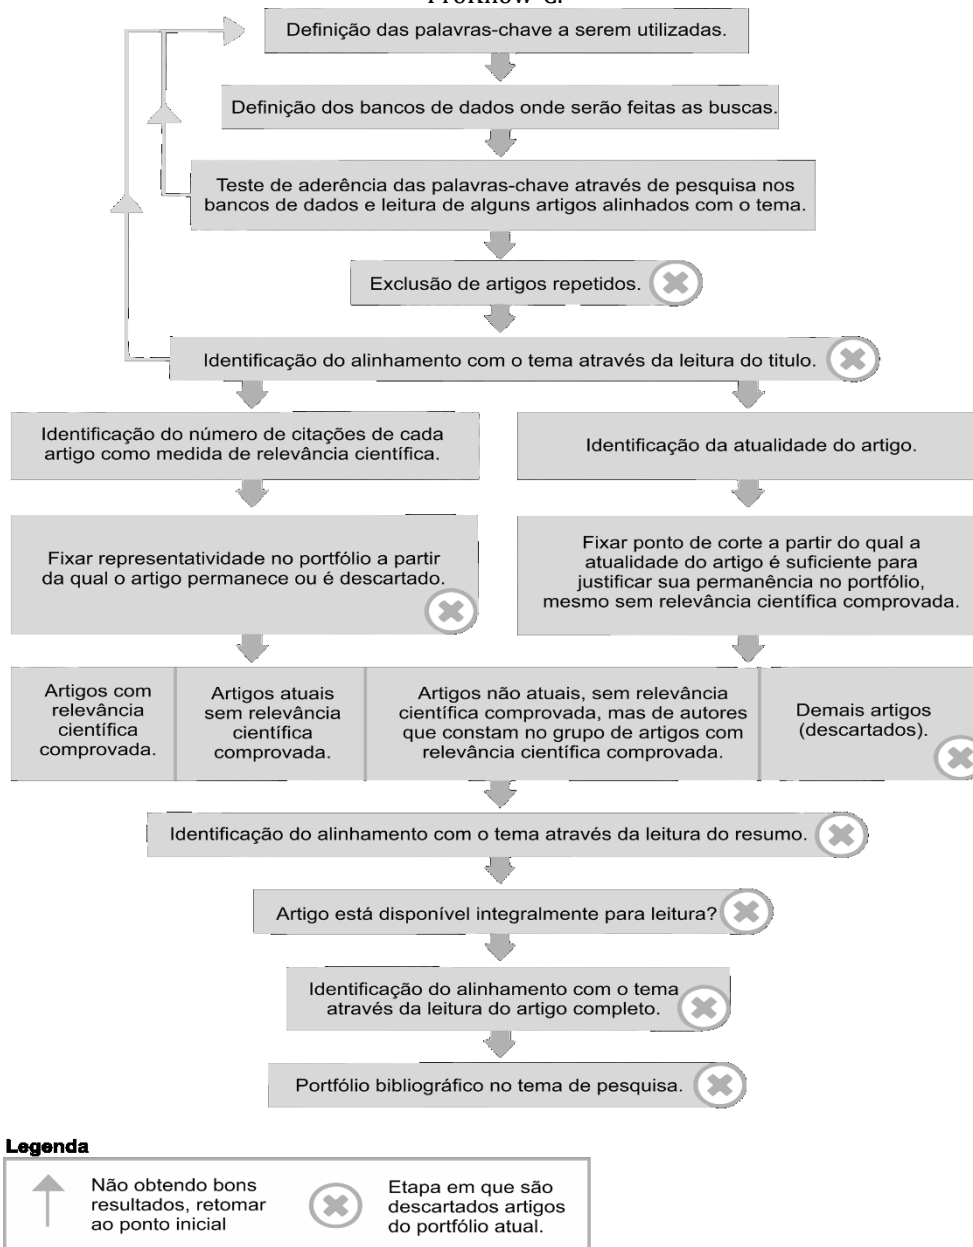 ProKnow-C.
Definição das palavras-chave a serem utilizadas.
Definição dos bancos de dados onde serão feitas as buscas.
Teste de aderência das palavras-chave através de pesquisa nos
bancos de dados e leitura de alguns artigos alinhados com o tema.
Exclusão de artigos repetidos.
Identificação do alinhamento com o tema através da leitura do titulo.
Identificação do número de citações de cada
artigo como medida de relevância científica.
Identificação da atualidade do artigo.
Fixar representatividade no portfólio a partir
da qual o artigo permanece ou é descartado.
Fixar ponto de corte a partir do qual a
atualidade do artigo é suficiente para
justificar sua permanência no portfólio,
mesmo sem relevância científica comprovada.
Artigos com
relevância
científica
comprovada.
Artigos atuais
sem relevância
científica
comprovada.
Artigos não atuais, sem relevância
científica comprovada, mas de autores
que constam no grupo de artigos com
relevância científica comprovada.
Demais artigos
(descartados).
Identificação do alinhamento com o tema através da leitura do resumo.
Artigo está disponível integralmente para leitura?
Identificação do alinhamento com o tema
através da leitura do artigo completo.
Portfólio bibliográfico no tema de pesquisa.
Legenda
Não obtendo bons
resultados, retomar
ao ponto inicial
Etapa em que são
descartados artigos
do portfólio atual.